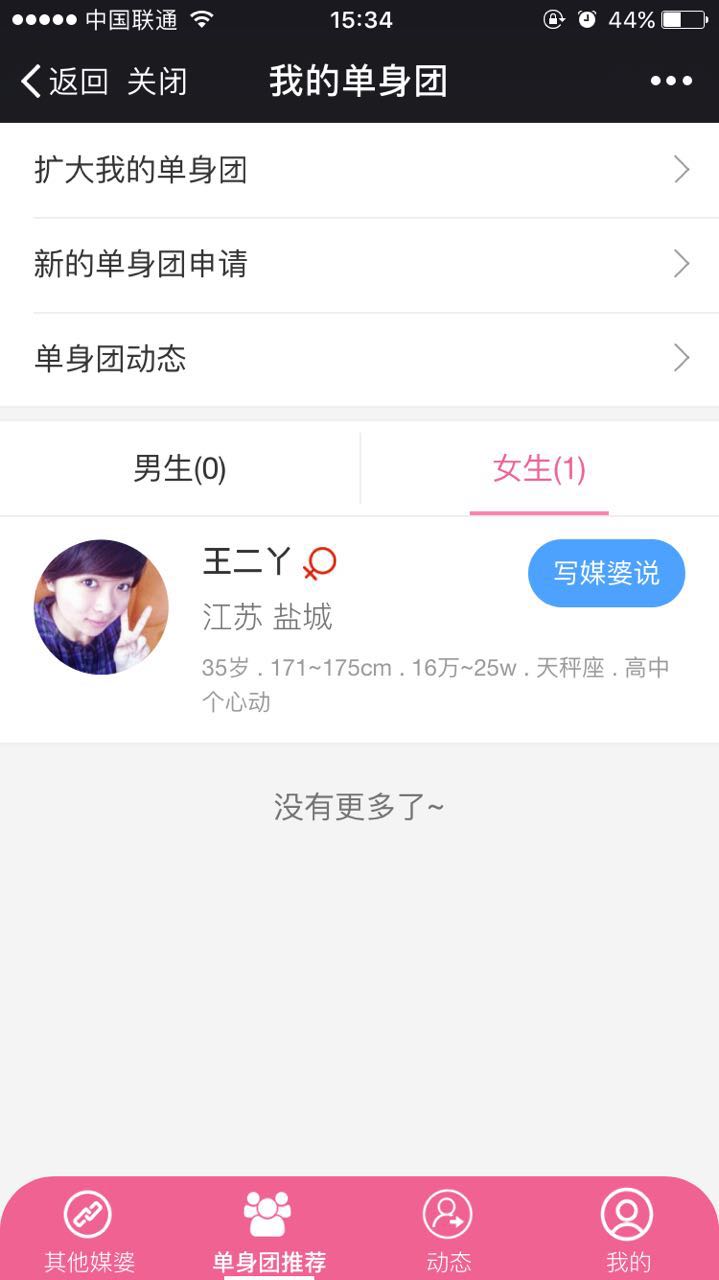 中国联通 15:34 44%
返回 关闭 我的单身团
扩大我的单身团
新的单身团申请
单身团动态
男生(0) 女生(1)
王二丫 写媒婆说
江苏 盐城
35岁 . 171~175cm . 16万~25w . 天秤座 . 高中
个心动
没有更多了~
其他媒婆 单身团推荐 动态 我的